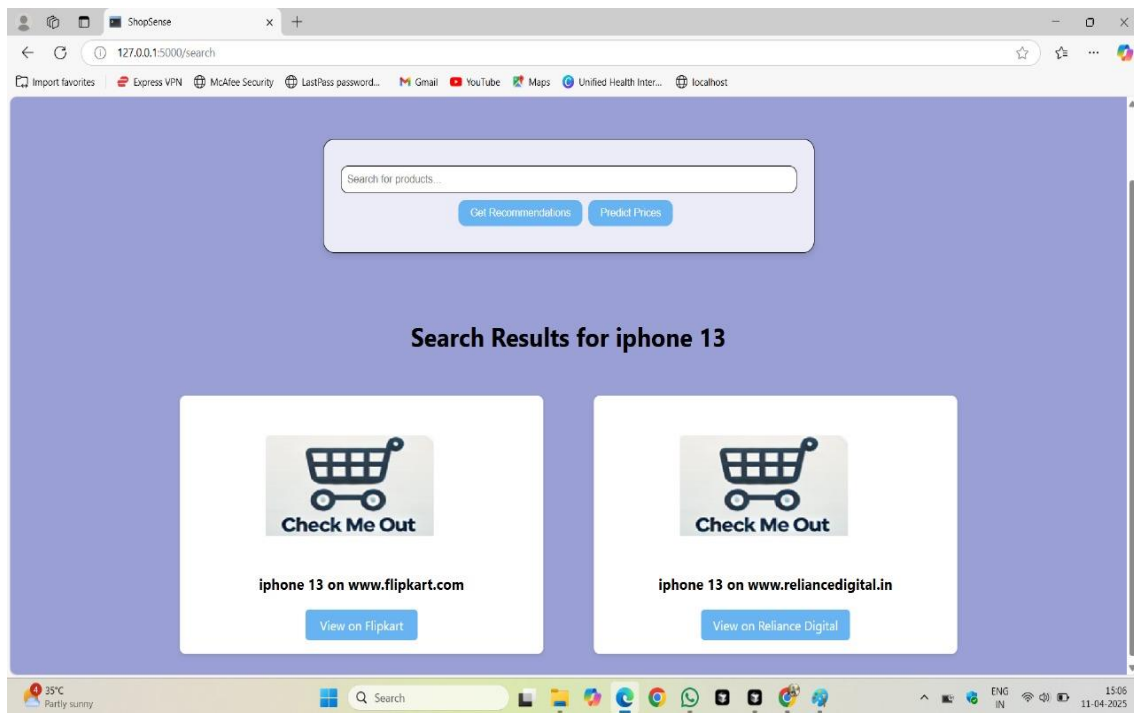 ShopSense
127.0.0.1:5000/search
Import favorites Express VPN McAfee Security LastPass password... Gmail YouTube Maps Unified Health Inter... localhost
Search for products...
Get Recommendations Predict Prices
Search Results for iphone 13
Check Me Out Check Me Out
iphone 13 on www.flipkart.com iphone 13 on www.reliancedigital.in
View on Flipkart View on Reliance Digital
4 35°C Search ENG 15:06
Partly sunny IN 11-04-2025